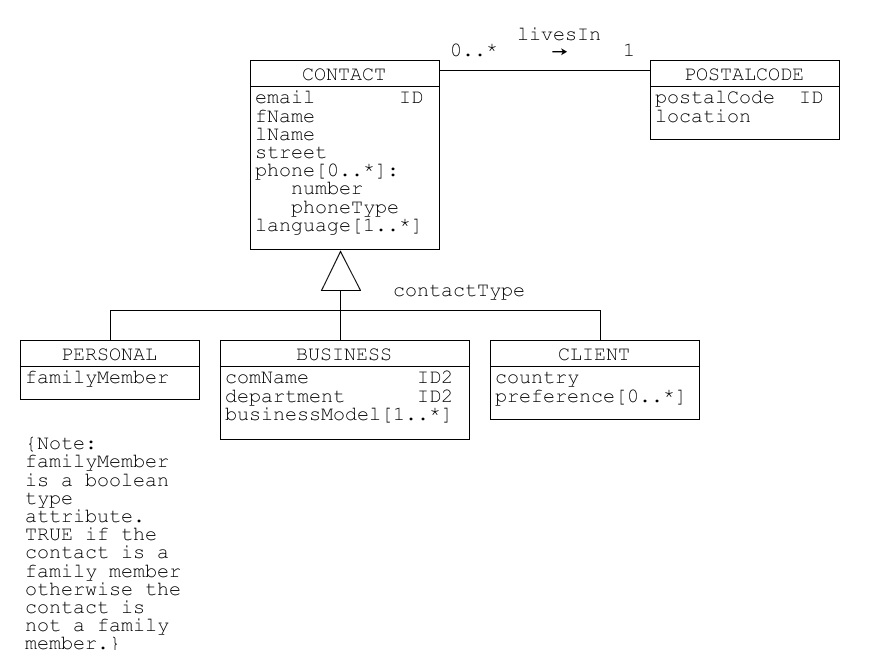 livesIn
0..* → 1
CONTACT
email ID
fName
lName
street
phone[0..*]:
number
phoneType
language[1..*]
POSTALCODE
postalCode ID
location
contactType
PERSONAL
familyMember
BUSINESS
comName ID2
department ID2
businessModel[1..*]
CLIENT
country
preference[0..*]
{Note:
familyMember
is a boolean
type
attribute.
TRUE if the
contact is a
family member
otherwise the
contact is
not a family
member.}